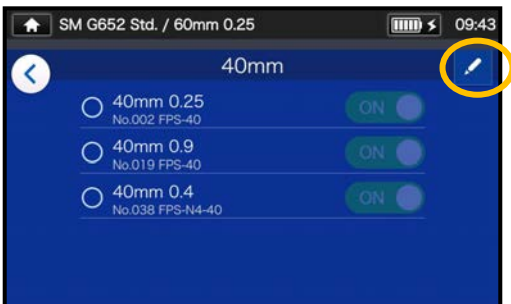 SM G652 Std. / 60mm 0.25
09:43
40mm
40mm 0.25
ON
No.002 FPS-40
40mm 0.9
ON
No.019 FPS-40
40mm 0.4
ON
No.038 FPS-N4-40